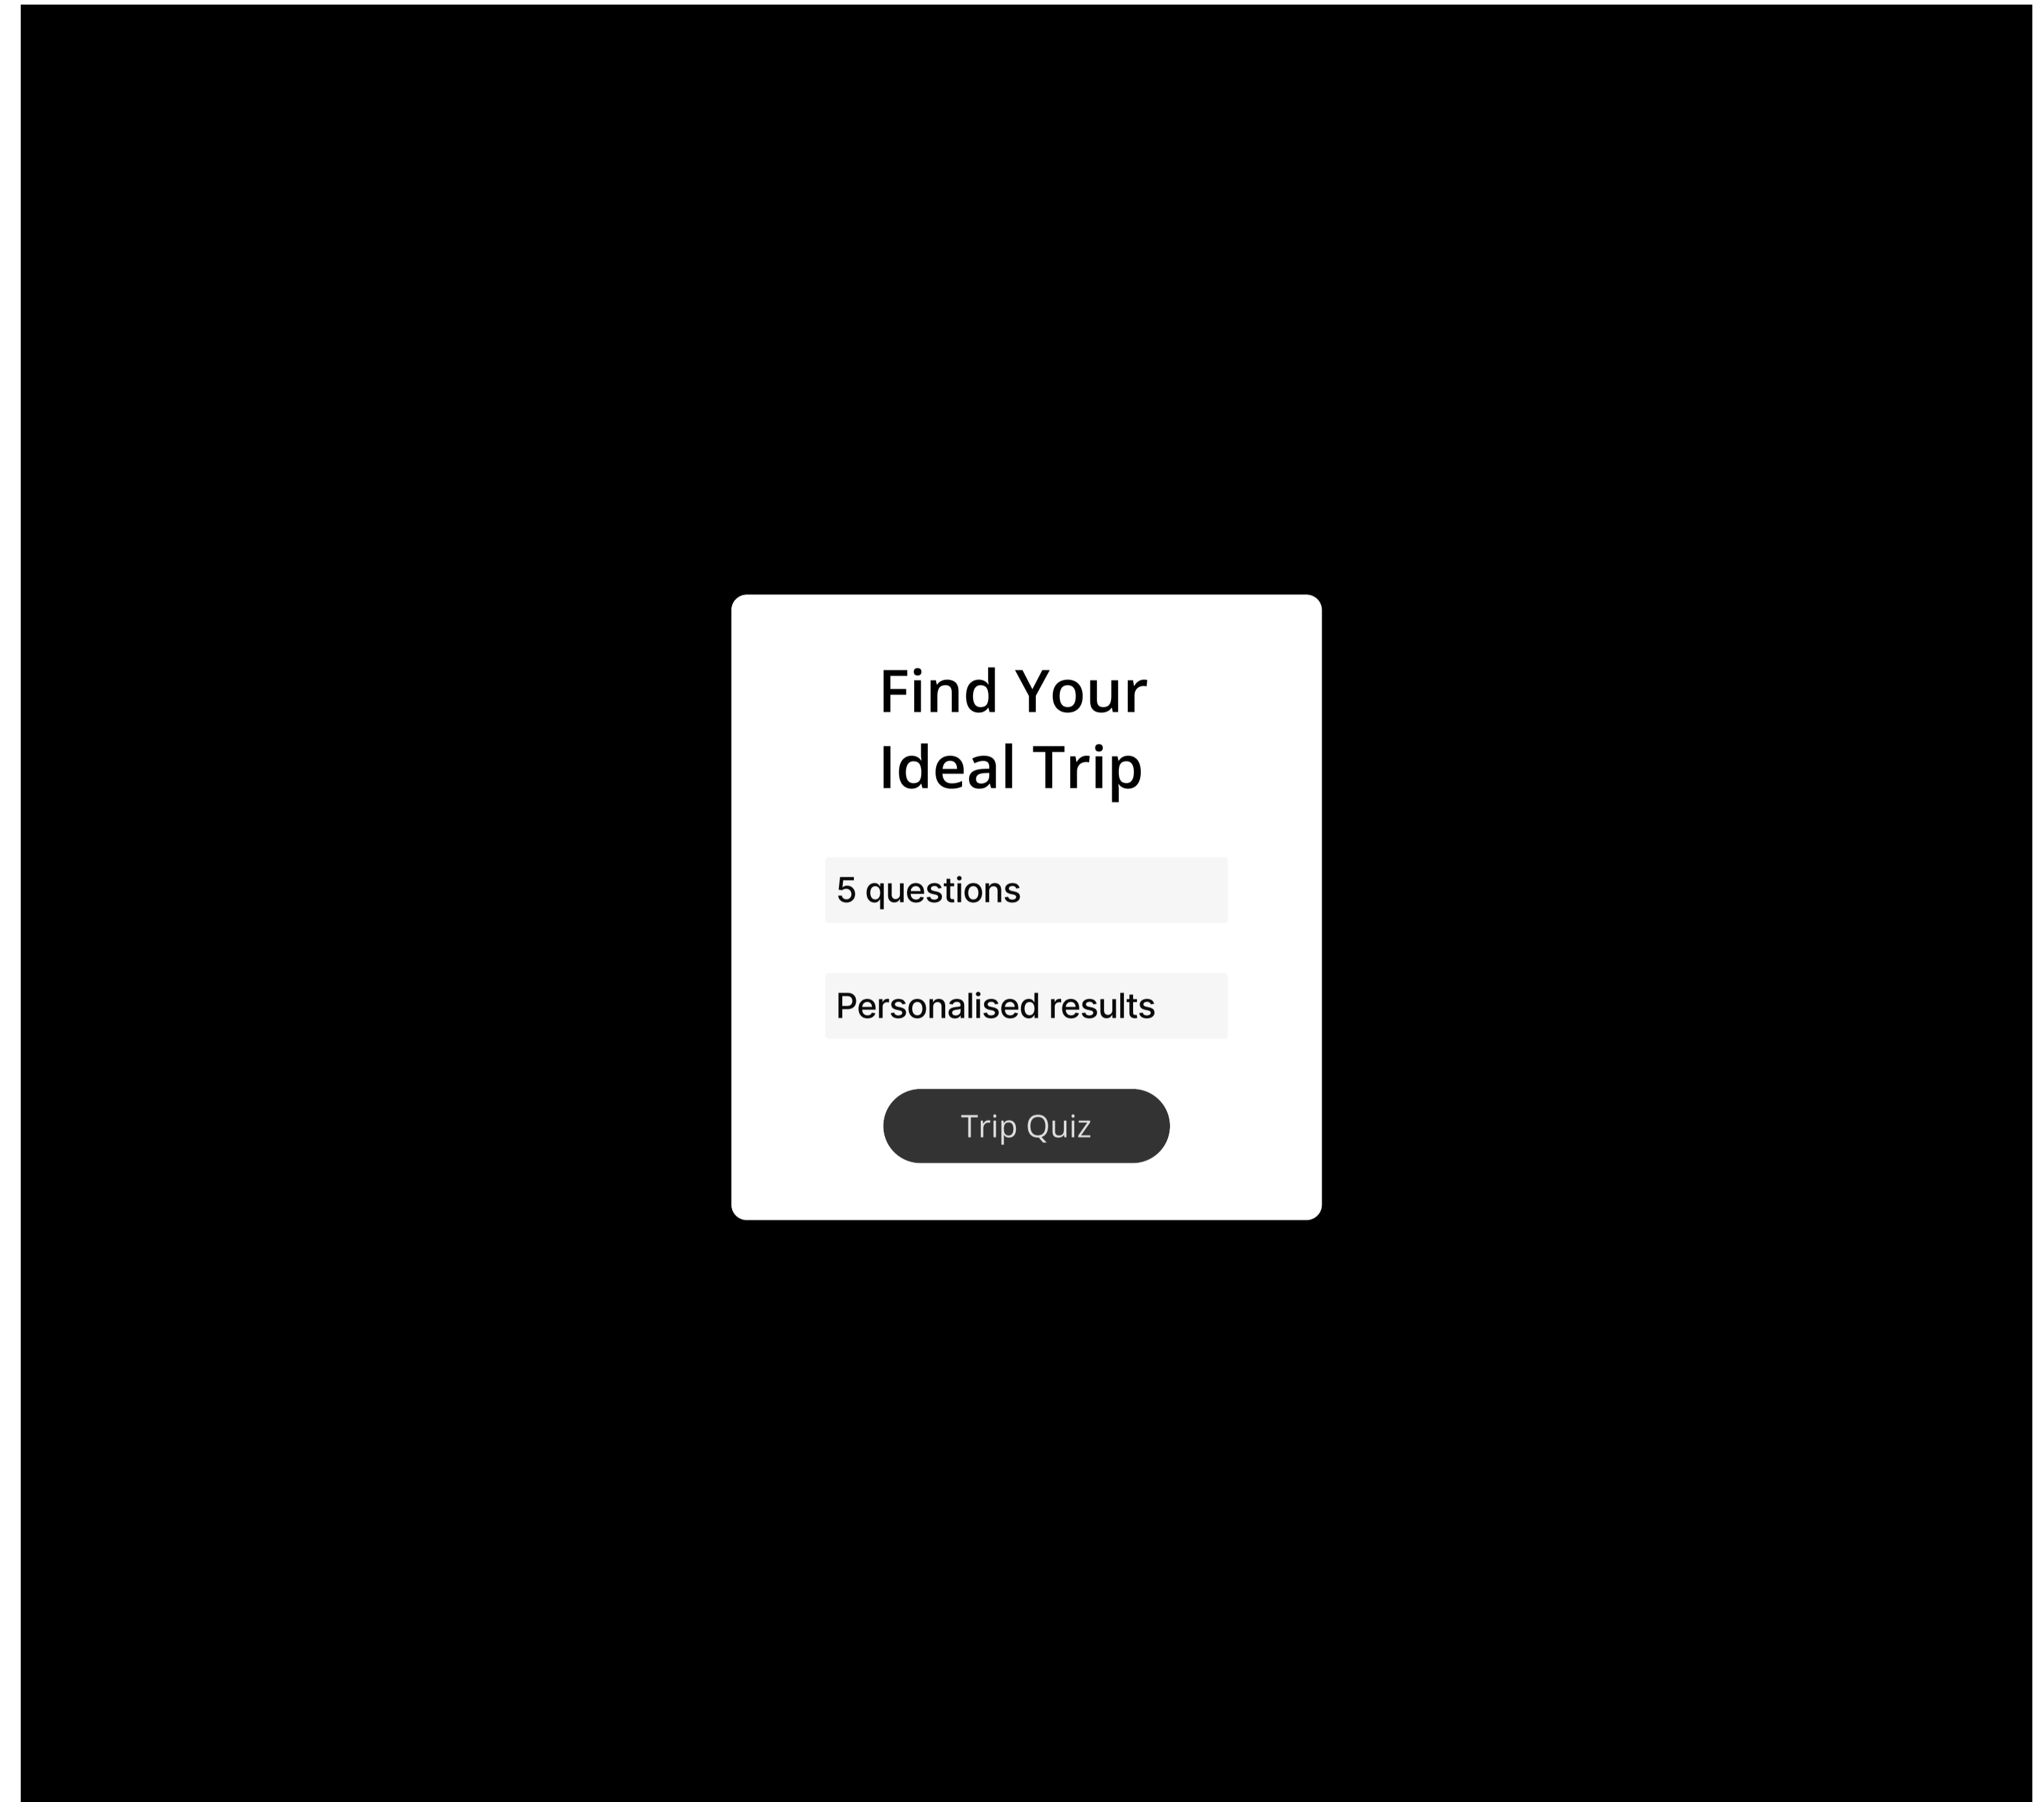 Find Your
Ideal Trip
5 questions
Personalised results
Trip Quiz